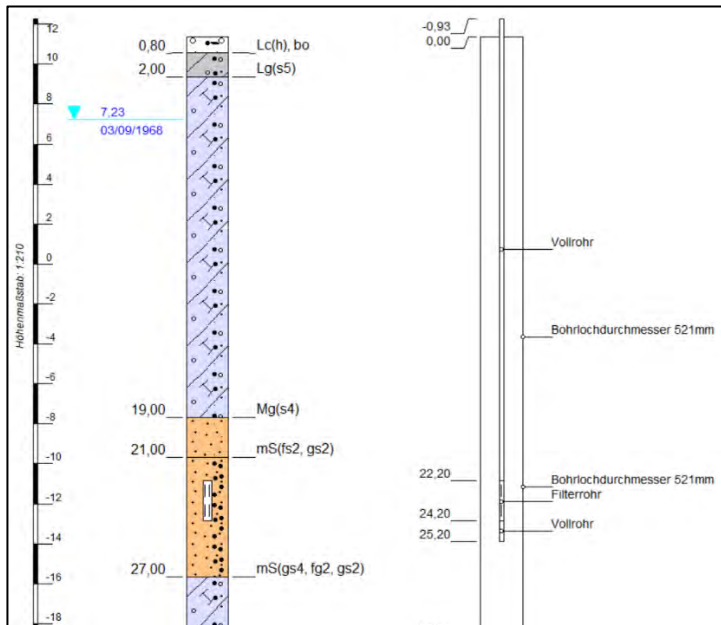 12
10
8
6
4
2
0
-2
-4
-6
-8
-10
-12
-14
-16
-18
Höhenmaßstab: 1:210
0,80 Lc(h), bo
2,00 Lg(s5)
7,23
03/09/1968
19,00 Mg(s4)
21,00 mS(fs2, gs2)
27,00 mS(gs4, fg2, gs2)
-0,93
0,00
Vollrohr
Bohrlochdurchmesser 521mm
22,20
Bohrlochdurchmesser 521mm
Filterrohr
24,20
Vollrohr
25,20